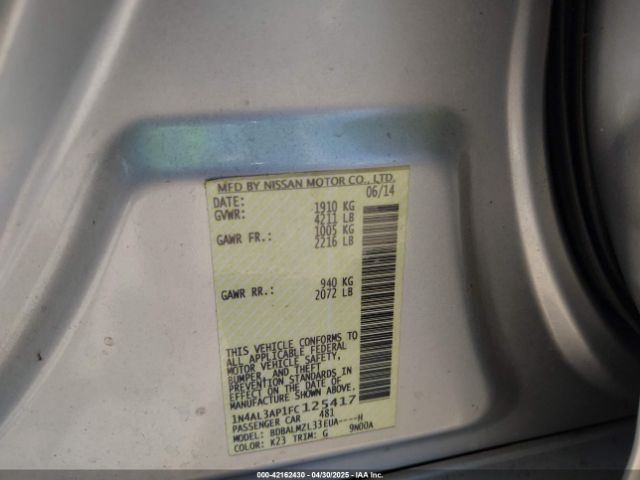 MFD BY NISSAN MOTOR CO., LTD.
DATE: 06/14
GVWR: 1910 KG
4211 LB
GAWR FR.: 1005 KG
2216 LB
GAWR RR.: 940 KG
2072 LB
THIS VEHICLE CONFORMS TO
ALL APPLICABLE FEDERAL
MOTOR VEHICLE SAFETY,
BUMPER, AND THEFT
PREVENTION STANDARDS IN
EFFECT ON THE DATE OF
MANUFACTURE SHOWN ABOVE.
1N4AL3AP1FC125417
PASSENGER CAR 481
MODEL: BDBALMZL33EUA----H
COLOR: K23 TRIM: G 9N00A
000-42162430 - 04/30/2025 - IAAI.com